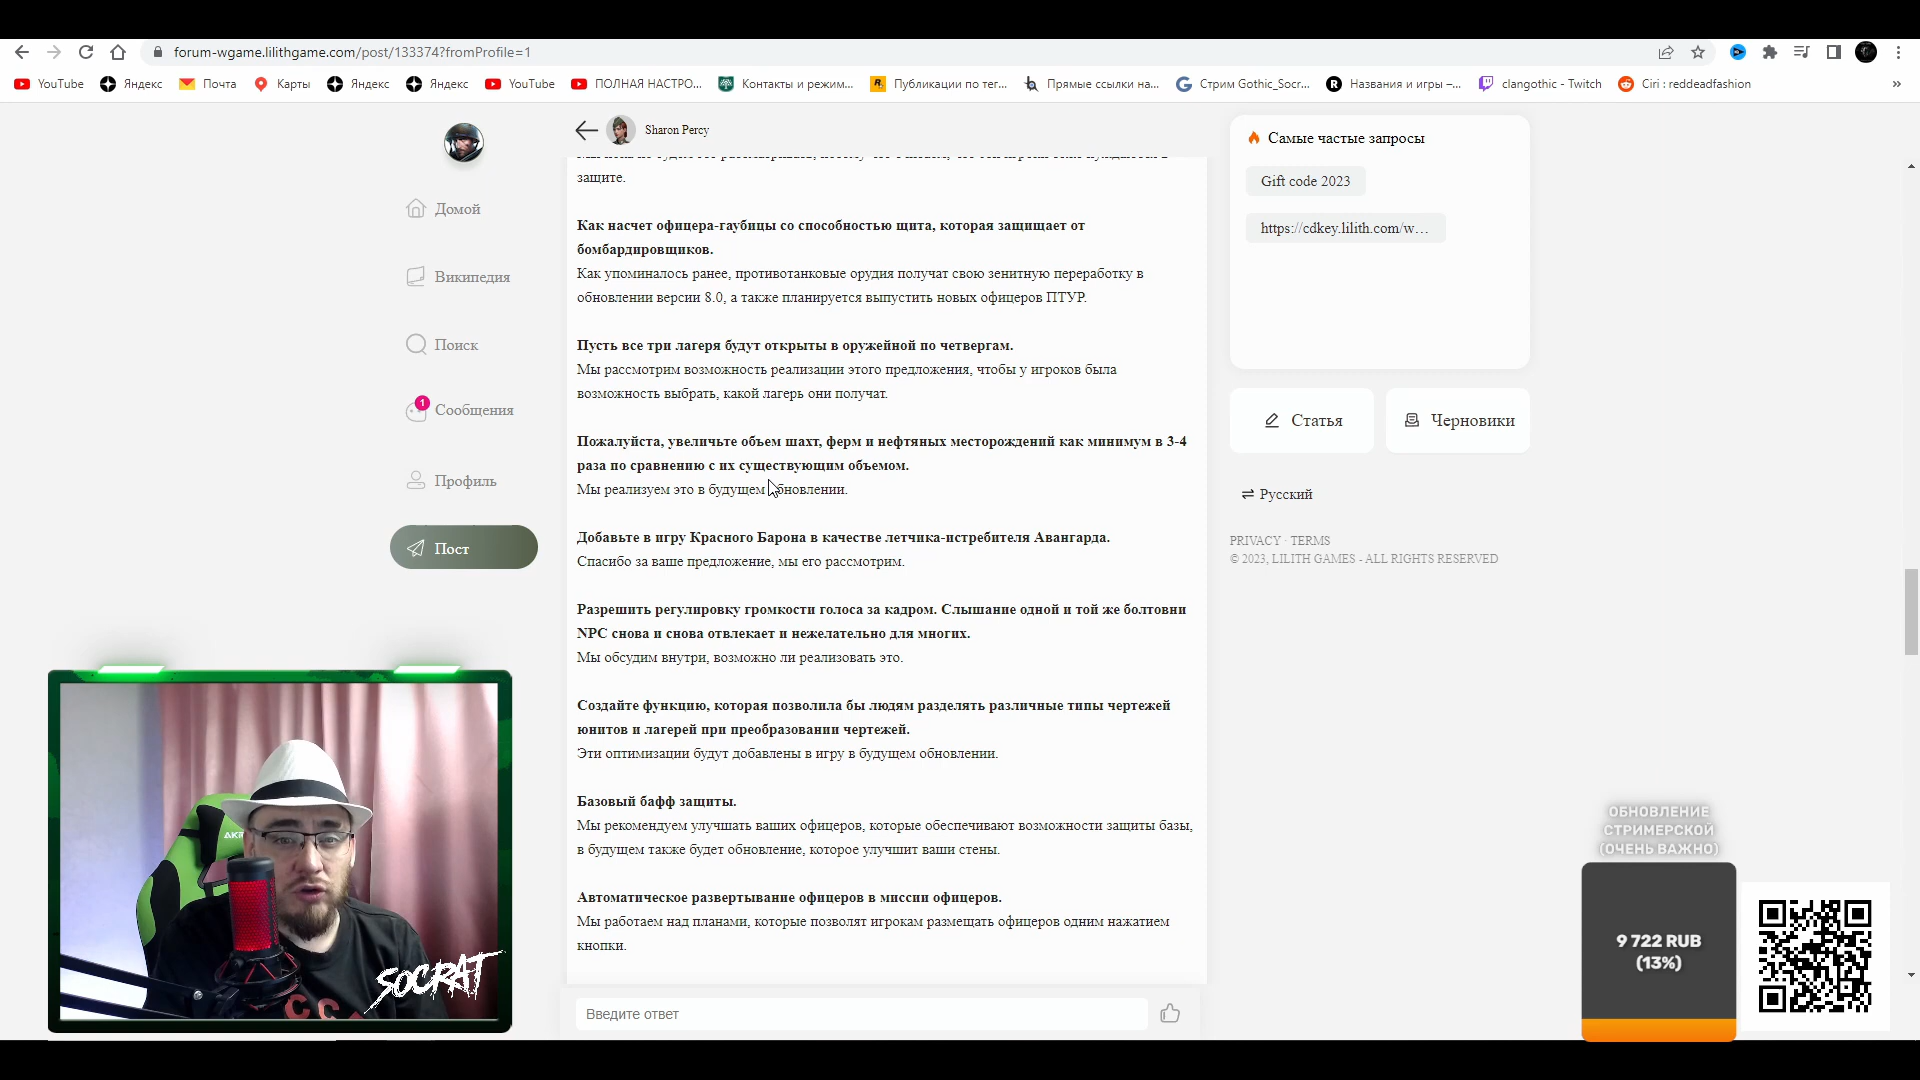 forum-wgame.lilithgame.com/post/133374?fromProfile=1
YouTube
Яндекс
Почта
Карты
Яндекс
Яндекс
YouTube
ПОЛНАЯ НАСТРО...
Контакты и режим...
Публикации по тег...
Прямые ссылки на...
Стрим Gothic_Socr...
Названия и игры –...
clangothic - Twitch
Ciri : reddeadfashion
»
Домой
Википедия
Поиск
1
Сообщения
Профиль
Пост
Sharon Percy
защите.
Как насчет офицера-гаубицы со способностью щита, которая защищает от
бомбардировщиков.
Как упоминалось ранее, противотанковые орудия получат свою зенитную переработку в
обновлении версии 8.0, а также планируется выпустить новых офицеров ПТУР.
Пусть все три лагеря будут открыты в оружейной по четвергам.
Мы рассмотрим возможность реализации этого предложения, чтобы у игроков была
возможность выбрать, какой лагерь они получат.
Пожалуйста, увеличьте объем шахт, ферм и нефтяных месторождений как минимум в 3-4
раза по сравнению с их существующим объемом.
Мы реализуем это в будущем обновлении.
Добавьте в игру Красного Барона в качестве летчика-истребителя Авангарда.
Спасибо за ваше предложение, мы его рассмотрим.
Разрешить регулировку громкости голоса за кадром. Слышание одной и той же болтовни
NPC снова и снова отвлекает и нежелательно для многих.
Мы обсудим внутри, возможно ли реализовать это.
Создайте функцию, которая позволила бы людям разделять различные типы чертежей
юнитов и лагерей при преобразовании чертежей.
Эти оптимизации будут добавлены в игру в будущем обновлении.
Базовый бафф защиты.
Мы рекомендуем улучшать ваших офицеров, которые обеспечивают возможности защиты базы,
в будущем также будет обновление, которое улучшит ваши стены.
Автоматическое развертывание офицеров в миссии офицеров.
Мы работаем над планами, которые позволят игрокам размещать офицеров одним нажатием
кнопки.
Введите ответ
Самые частые запросы
Gift code 2023
https://cdkey.lilith.com/w...
Статья
Черновики
Русский
PRIVACY · TERMS
© 2023, LILITH GAMES - ALL RIGHTS RESERVED
SOCRAT
ОБНОВЛЕНИЕ
СТРИМЕРСКОЙ
(ОЧЕНЬ ВАЖНО)
9 722 RUB
(13%)